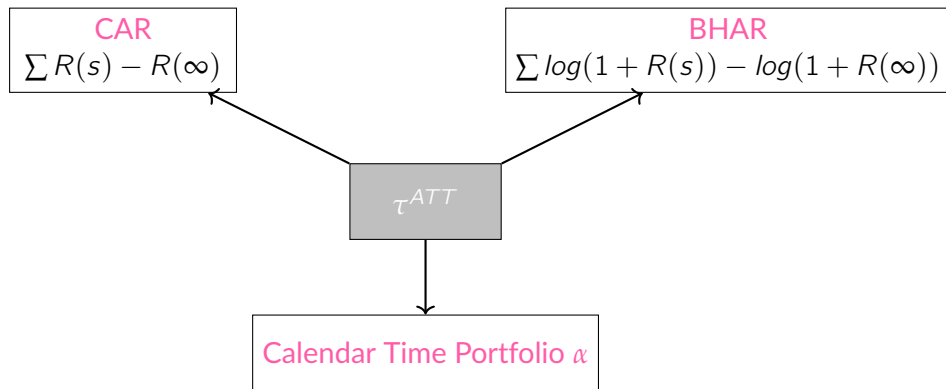 CAR
∑ R(s) − R(∞)
BHAR
∑ log(1 + R(s)) − log(1 + R(∞))
τ^ATT
Calendar Time Portfolio α